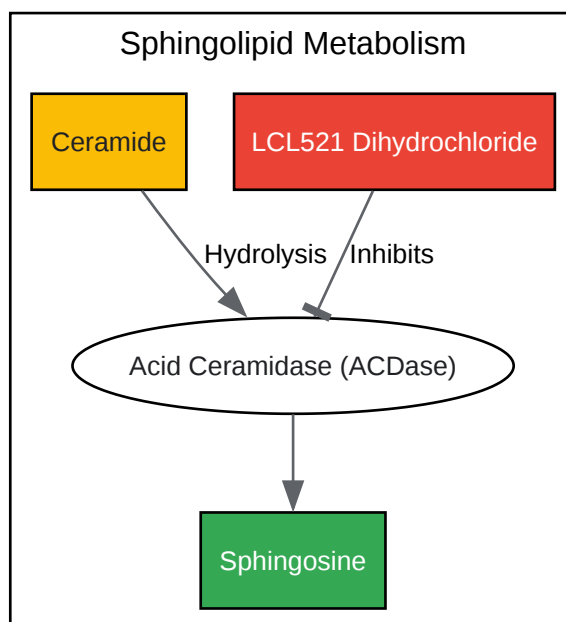 Sphingolipid Metabolism
Ceramide
LCL521 Dihydrochloride
Hydrolysis
Inhibits
Acid Ceramidase (ACDase)
Sphingosine